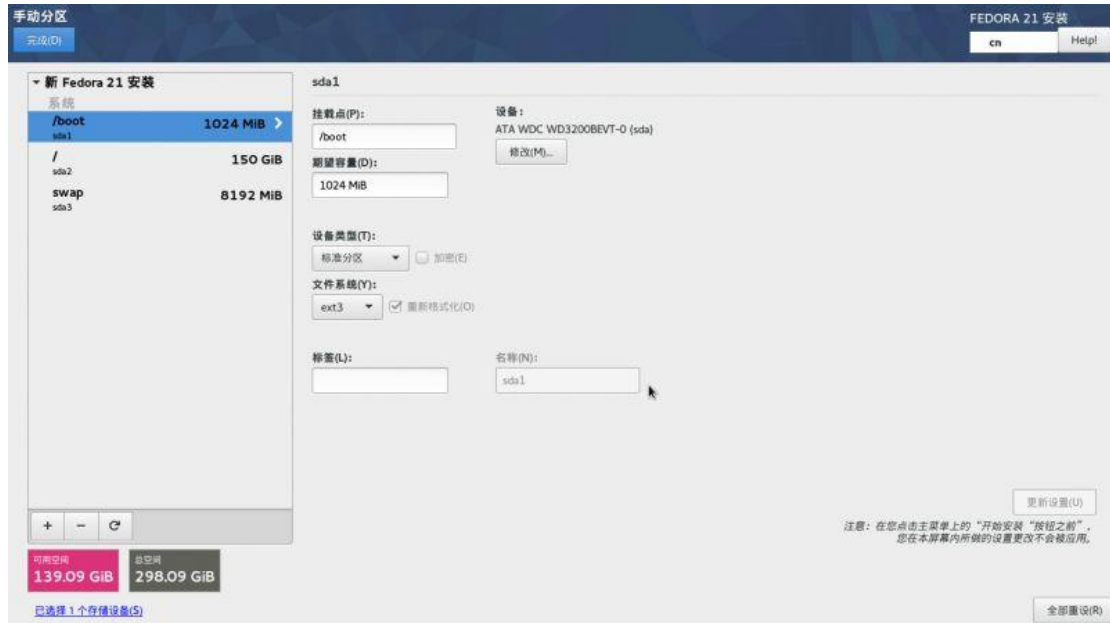 手动分区
完成(D)
FEDORA 21 安装
cn
Help!
新 Fedora 21 安装
系统
/boot
1024 MiB
sda1
/
150 GiB
sda2
swap
8192 MiB
sda3
sda1
挂载点(P):
/boot
期望容量(D):
1024 MiB
设备:
ATA WDC WD3200BEVT-0 (sda)
修改(M)...
设备类型(T):
标准分区
加密(E)
文件系统(Y):
ext3
重新格式化(O)
标签(L):
名称(N):
sda1
更新设置(U)
注意：在您点击主菜单上的“开始安装“按钮之前”，
您在本屏幕内所做的设置更改不会被应用。
+ -
可用空间
139.09 GiB
总空间
298.09 GiB
已选择 1 个存储设备(S)
全部重设(R)